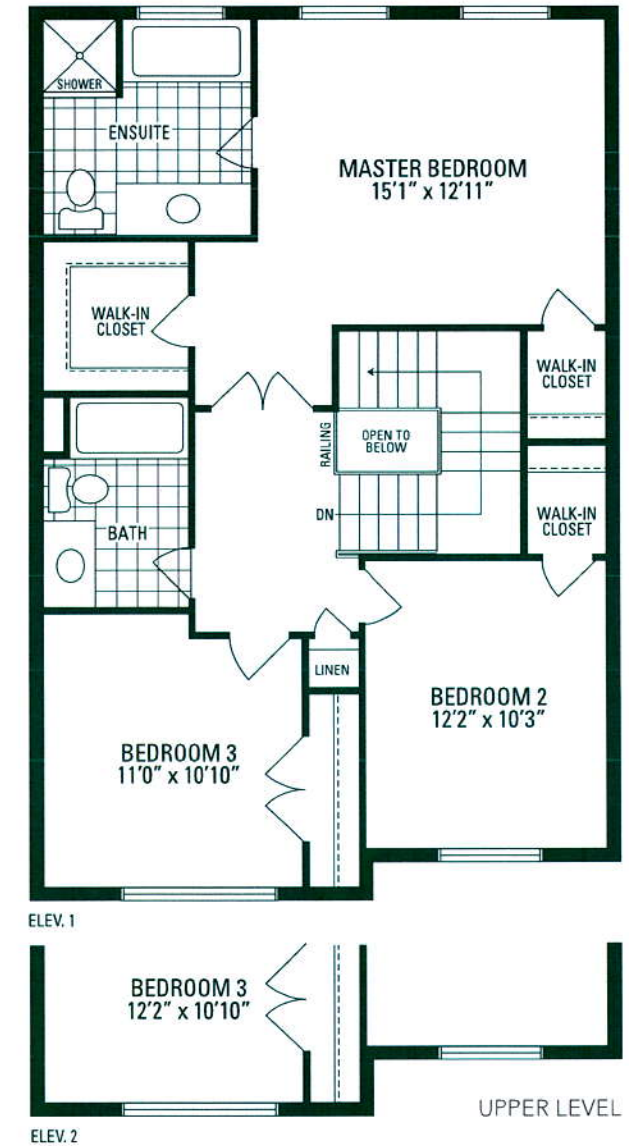 SHOWER
ENSUITE
MASTER BEDROOM
15'1" x 12'11"
WALK-IN
CLOSET
WALK-IN
CLOSET
RAILING
OPEN TO
BELOW
DN
WALK-IN
CLOSET
BATH
LINEN
BEDROOM 2
12'2" x 10'3"
BEDROOM 3
11'0" x 10'10"
ELEV. 1
BEDROOM 3
12'2" x 10'10"
UPPER LEVEL
ELEV. 2